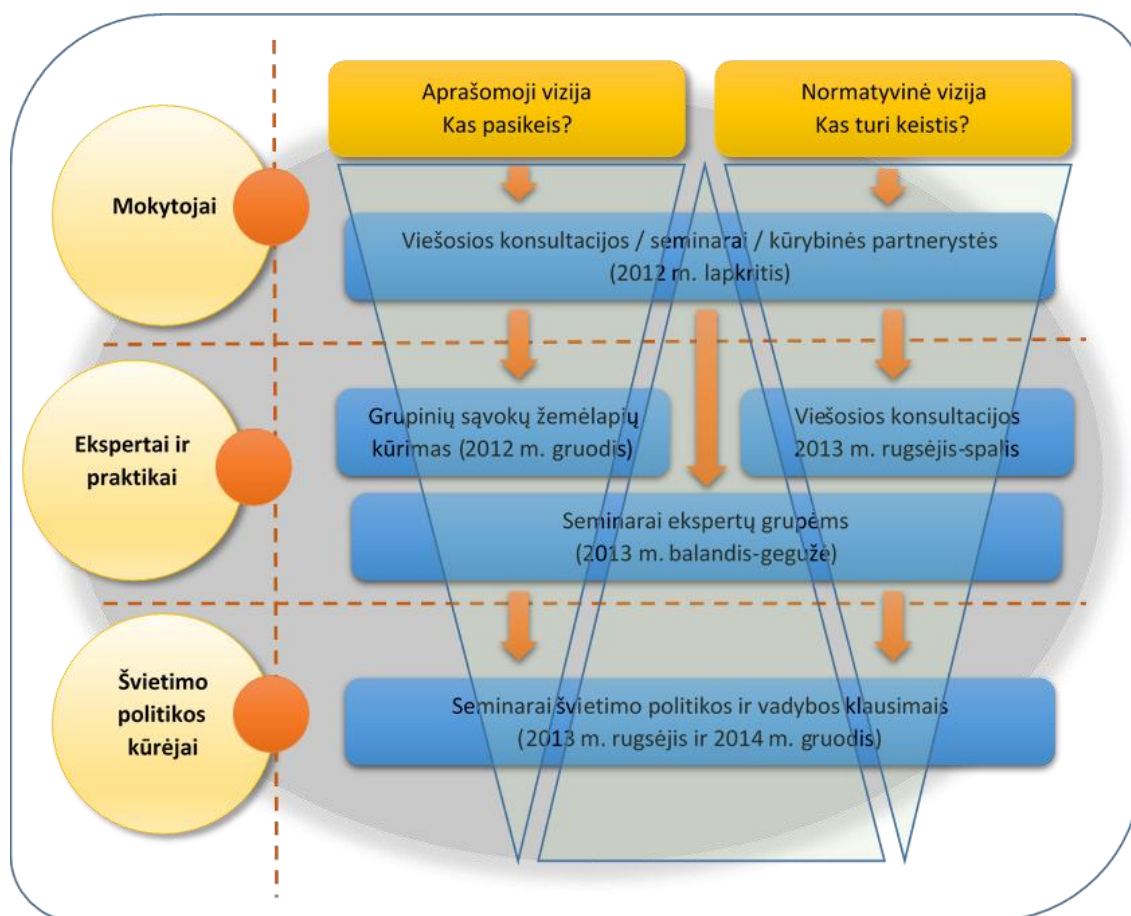 Aprašomoji vizija
Kas pasikeis?
Normatyvinė vizija
Kas turi keistis?
Mokytojai
Viešosios konsultacijos / seminarai / kūrybinės partnerystės
(2012 m. lapkritis)
Ekspertai ir
praktikai
Grupinių sąvokų žemėlapių
kūrimas (2012 m. gruodis)
Viešosios konsultacijos
2013 m. rugsėjis-spalis
Seminarai ekspertų grupėms
(2013 m. balandis-gegužė)
Švietimo
politikos
kūrėjai
Seminarai švietimo politikos ir vadybos klausimais
(2013 m. rugsėjis ir 2014 m. gruodis)